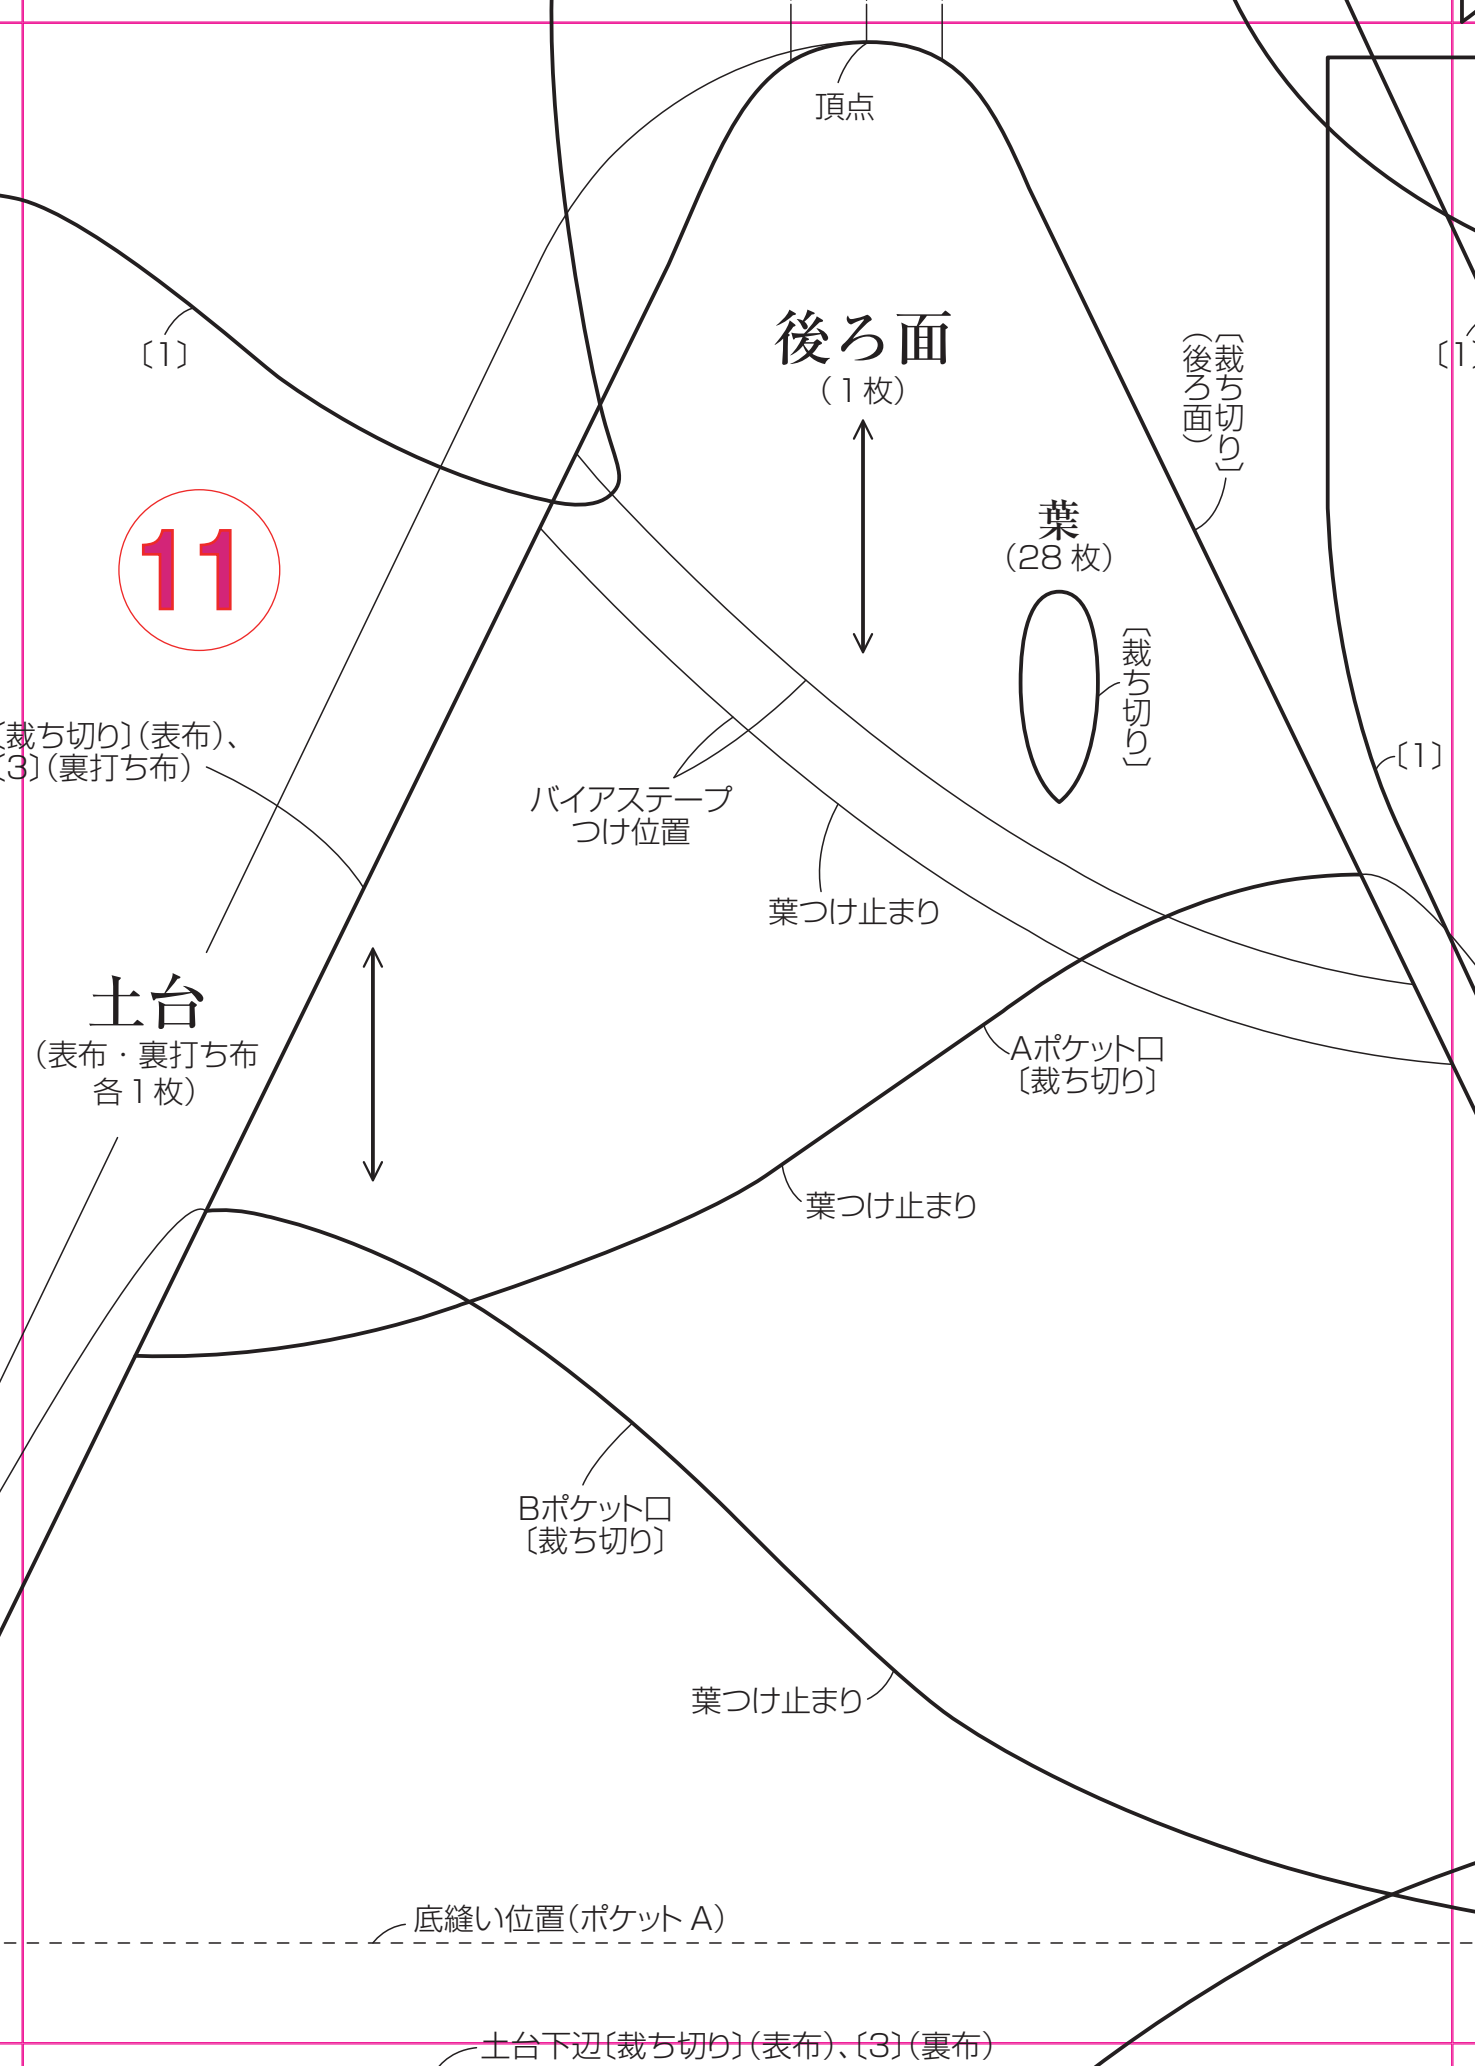 頂点
〔1〕
後ろ面
（1枚）
〔裁ち切り〕
（後ろ面）
〔1〕
11
葉
（28枚）
〔裁ち切り〕
〔裁ち切り〕（表布）、
〔3〕（裏打ち布）
〔1〕
バイアステープ
つけ位置
葉つけ止まり
土台
（表布・裏打ち布
各1枚）
Aポケット口
〔裁ち切り〕
葉つけ止まり
Bポケット口
〔裁ち切り〕
葉つけ止まり
底縫い位置（ポケットA）
土台下辺〔裁ち切り〕（表布）、〔3〕（裏布）